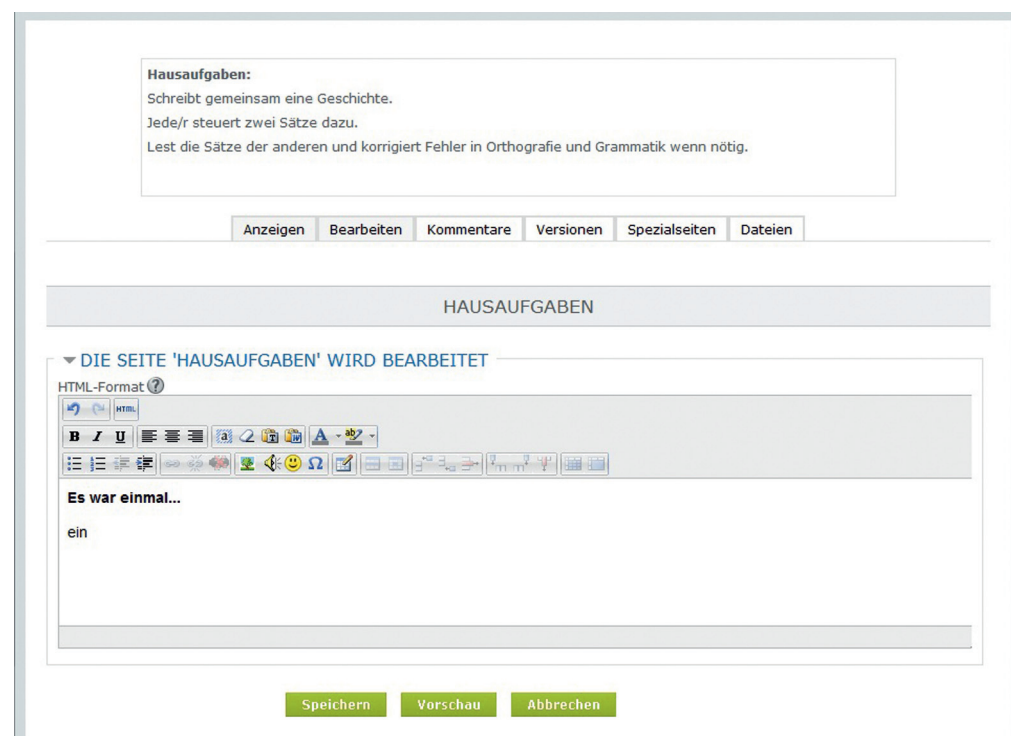 Hausaufgaben:
Schreibt gemeinsam eine Geschichte.
Jede/r steuert zwei Sätze dazu.
Lest die Sätze der anderen und korrigiert Fehler in Orthografie und Grammatik wenn nötig.
Anzeigen Bearbeiten Kommentare Versionen Spezialseiten Dateien
HAUSAUFGABEN
DIE SEITE 'HAUSAUFGABEN' WIRD BEARBEITET
HTML-Format ?
HTML
B I U A ab
Ω
Es war einmal...
ein
Speichern Vorschau Abbrechen